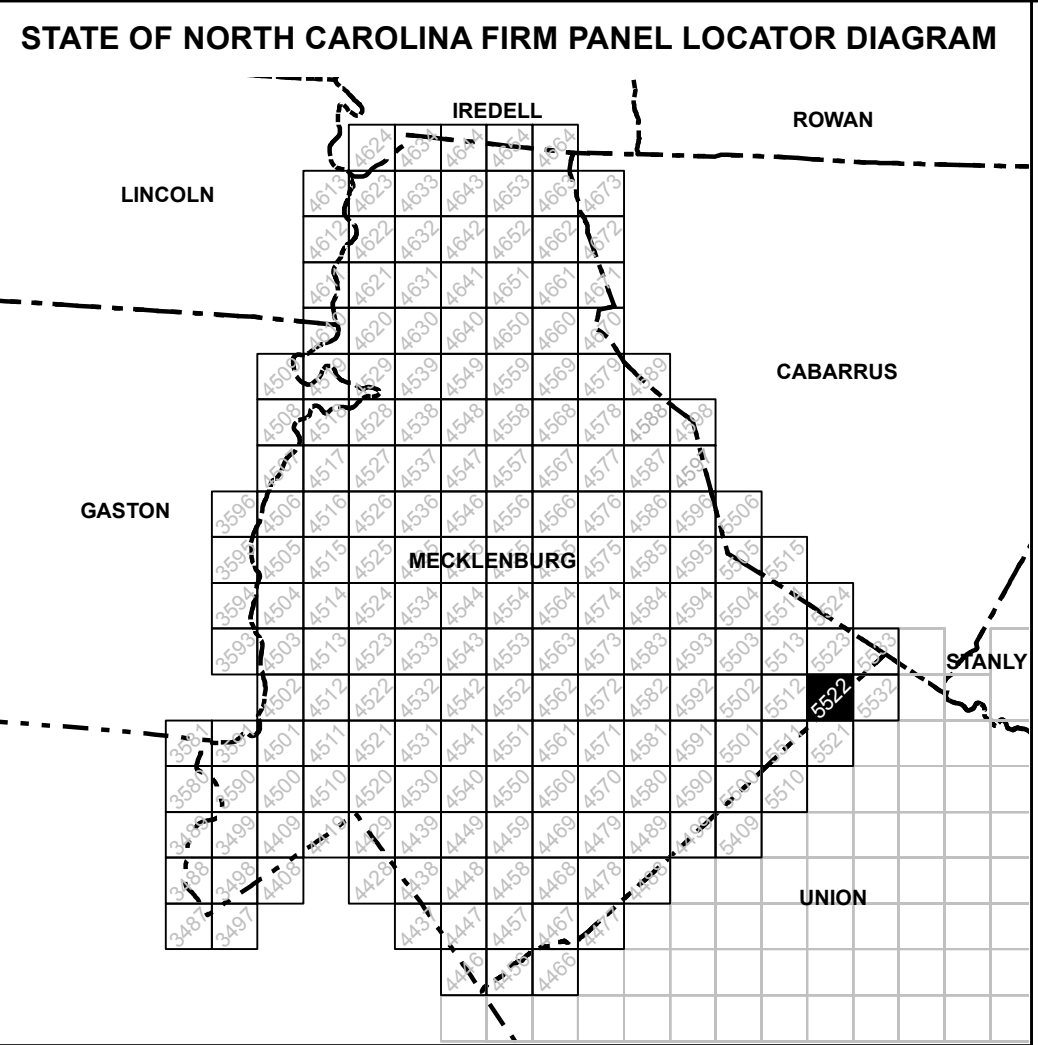 STATE OF NORTH CAROLINA FIRM PANEL LOCATOR DIAGRAM
IREDELL
ROWAN
4624 4634 4644 4654 4664
LINCOLN
4613 4623 4633 4643 4653 4663 4673
4612 4622 4632 4642 4652 4662 4672
4611 4621 4631 4641 4651 4661 4671
4610 4620 4630 4640 4650 4660 4670
CABARRUS
4509 4519 4529 4539 4549 4559 4569 4579 4589
4508 4518 4528 4538 4548 4558 4568 4578 4588 4598
4507 4517 4527 4537 4547 4557 4567 4577 4587 4597
GASTON
3596 4506 4516 4526 4536 4546 4556 4566 4576 4586 4596 5506
MECKLENBURG
3595 4505 4515 4525 4575 4585 4595 5505 5515
3594 4504 4514 4524 4534 4544 4554 4564 4574 4584 4594 5504 5514 5524
3593 4503 4513 4523 4533 4543 4553 4563 4573 4583 4593 5503 5513 5523 5533
STANLY
4502 4512 4522 4532 4542 4552 4562 4572 4582 4592 5502 5512 5522 5532
3581 3591 4501 4511 4521 4531 4541 4551 4561 4571 4581 4591 5501 5511 5521
3580 3590 4500 4510 4520 4530 4540 4550 4560 4570 4580 4590 5500 5510
3489 3499 4409 4419 4429 4439 4449 4459 4469 4479 4489 4499 5409
3488 3498 4408 4428 4438 4448 4458 4468 4478 4488
UNION
3487 3497 4437 4447 4457 4467 4477
4446 4456 4466